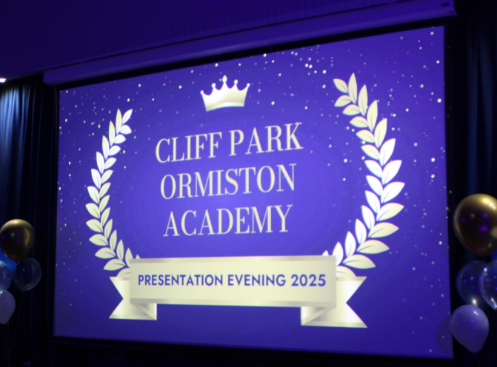 CLIFF PARK
ORMISTON
ACADEMY
PRESENTATION EVENING 2025